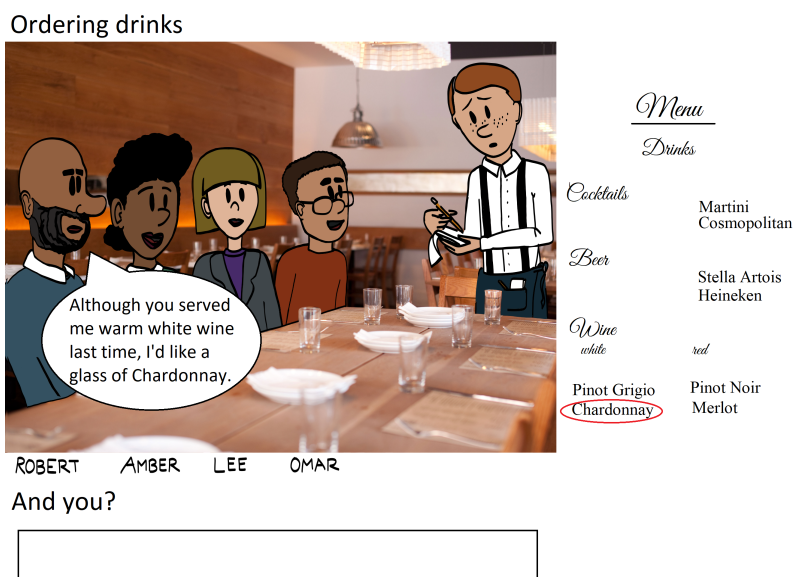 Ordering drinks
Menu
Drinks
Cocktails
Martini
Cosmopolitan
Beer
Stella Artois
Heineken
Wine
white
red
Pinot Grigio
Pinot Noir
Chardonnay
Merlot
Although you served
me warm white wine
last time, I'd like a
glass of Chardonnay.
ROBERT
AMBER
LEE
OMAR
And you?